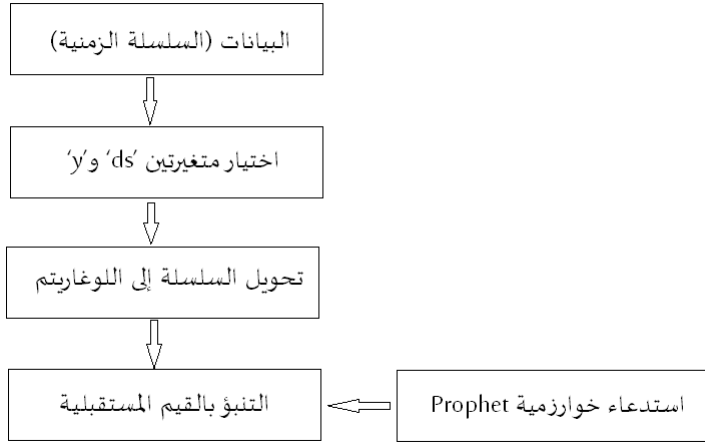 البيانات (السلسلة الزمنية)
اختيار متغيرتين 'ds' و'y'
تحويل السلسلة إلى اللوغاريتم
التنبؤ بالقيم المستقبلية
استدعاء خوارزمية Prophet